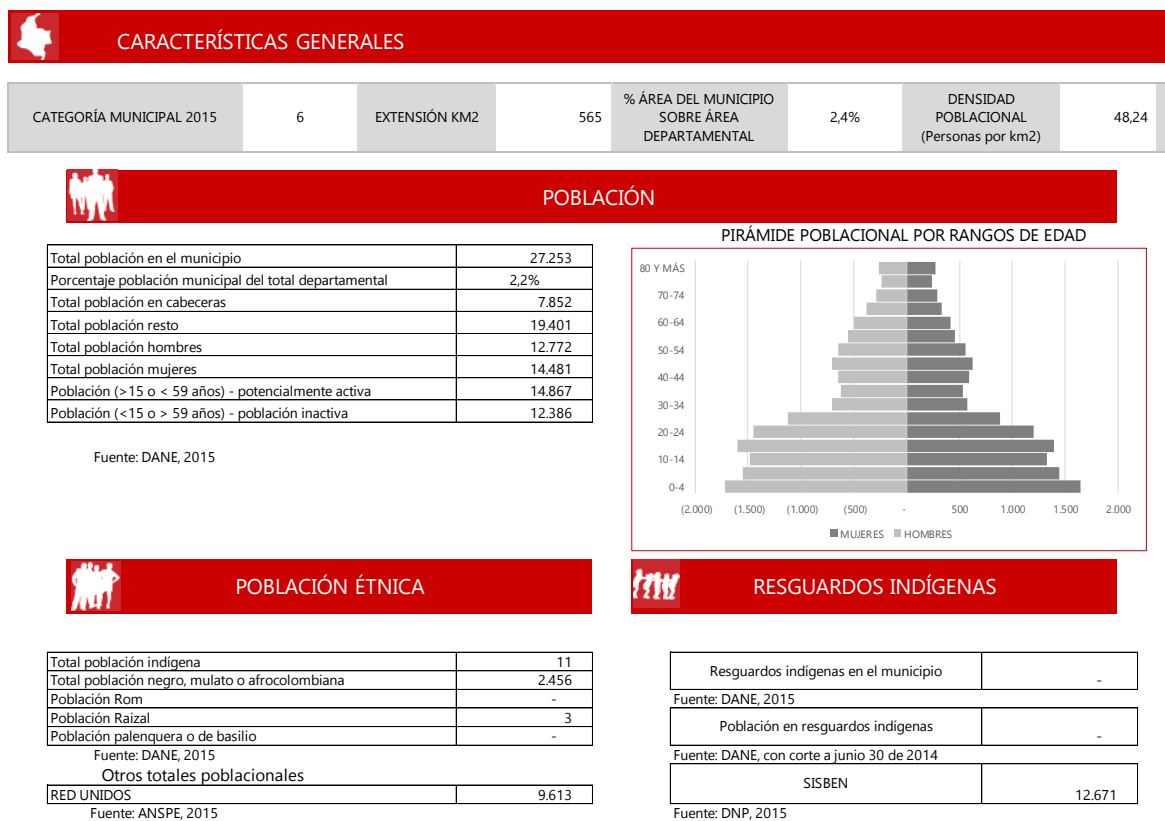 CARACTERÍSTICAS GENERALES
CATEGORÍA MUNICIPAL 2015 6 EXTENSIÓN KM2 565 % ÁREA DEL MUNICIPIO SOBRE ÁREA DEPARTAMENTAL 2,4% DENSIDAD POBLACIONAL (Personas por km2) 48,24
POBLACIÓN
Total población en el municipio 27.253
Porcentaje población municipal del total departamental 2,2%
Total población en cabeceras 7.852
Total población resto 19.401
Total población hombres 12.772
Total población mujeres 14.481
Población (>15 o < 59 años) - potencialmente activa 14.867
Población (<15 o > 59 años) - población inactiva 12.386
Fuente: DANE, 2015
PIRÁMIDE POBLACIONAL POR RANGOS DE EDAD
80 Y MÁS
70-74
60-64
50-54
40-44
30-34
20-24
10-14
0-4
(2.000) (1.500) (1.000) (500) - 500 1.000 1.500 2.000
MUJERES HOMBRES
POBLACIÓN ÉTNICA
Total población indígena 11
Total población negro, mulato o afrocolombiana 2.456
Población Rom -
Población Raizal 3
Población palenquera o de basilio -
Fuente: DANE, 2015
Otros totales poblacionales
RED UNIDOS 9.613
Fuente: ANSPE, 2015
RESGUARDOS INDÍGENAS
Resguardos indígenas en el municipio -
Fuente: DANE, 2015
Población en resguardos indígenas -
Fuente: DANE, con corte a junio 30 de 2014
SISBEN 12.671
Fuente: DNP, 2015